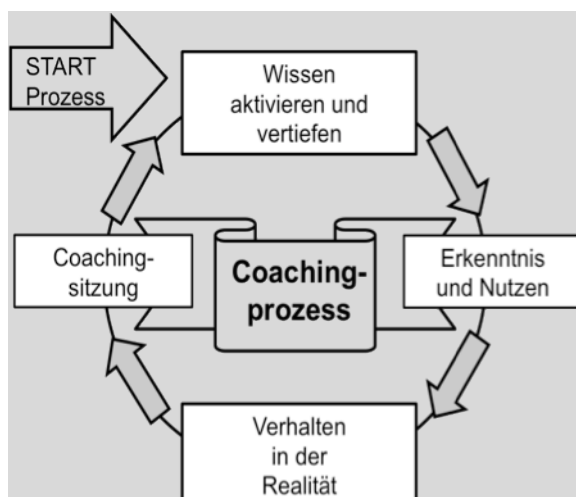 START
Prozess
Wissen
aktivieren und
vertiefen
Coaching-
sitzung
Coaching-
prozess
Erkenntnis
und Nutzen
Verhalten
in der
Realität